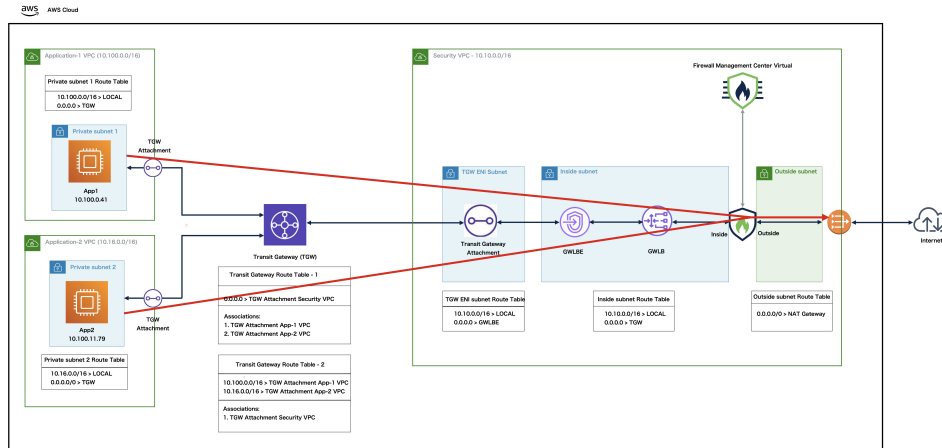 aws
AWS Cloud
Application-1 VPC (10.100.0.0/16)
Private subnet 1 Route Table
10.100.0.0/16 > LOCAL
0.0.0.0 > TGW
Private subnet 1
App1
10.100.0.41
TGW
Attachment
Application-2 VPC (10.16.0.0/16)
Private subnet 2
App2
10.100.11.79
TGW
Attachment
Private subnet 2 Route Table
10.16.0.0/16 > LOCAL
0.0.0.0/0 > TGW
Transit Gateway (TGW)
Transit Gateway Route Table - 1
0.0.0.0 > TGW Attachment Security VPC
Associations:
1. TGW Attachment App-1 VPC
2. TGW Attachment App-2 VPC
Transit Gateway Route Table - 2
10.100.0.0/16 > TGW Attachment App-1 VPC
10.16.0.0/16 > TGW Attachment App-2 VPC
Associations:
1. TGW Attachment Security VPC
Security VPC - 10.10.0.0/16
Firewall Management Center Virtual
TGW ENI Subnet
Transit Gateway
Attachment
Inside subnet
GWLBE
GWLB
Inside
Outside
Outside subnet
Internet
TGW ENI subnet Route Table
10.10.0.0/16 > LOCAL
0.0.0.0 > GWLBE
Inside subnet Route Table
10.10.0.0/16 > LOCAL
0.0.0.0 > TGW
Outside subnet Route Table
0.0.0.0/0 > NAT Gateway